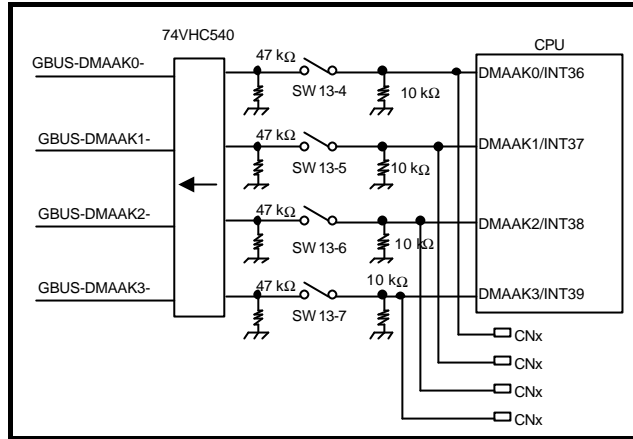 74VHC540
CPU
GBUS-DMAAK0-
47 kΩ
SW 13-4
10 kΩ
DMAAK0/INT36
GBUS-DMAAK1-
47 kΩ
SW 13-5
10 kΩ
DMAAK1/INT37
GBUS-DMAAK2-
47 kΩ
SW 13-6
10 kΩ
DMAAK2/INT38
GBUS-DMAAK3-
47 kΩ
SW 13-7
10 kΩ
DMAAK3/INT39
CNx
CNx
CNx
CNx